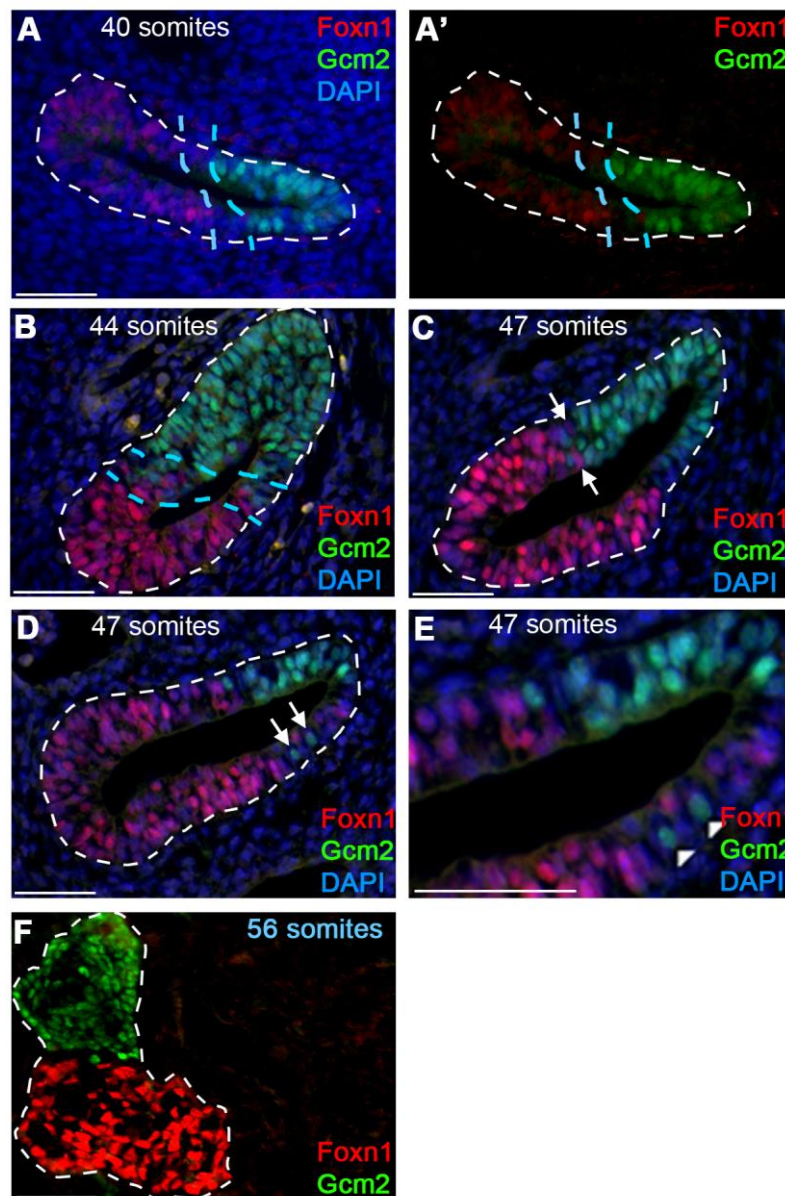 A 40 somites Foxn1
Gcm2
DAPI
A' Foxn1
Gcm2
B 44 somites
Foxn1
Gcm2
DAPI
C 47 somites
Foxn1
Gcm2
DAPI
D 47 somites
Foxn1
Gcm2
DAPI
E 47 somites
Foxn1
Gcm2
DAPI
F 56 somites
Foxn1
Gcm2